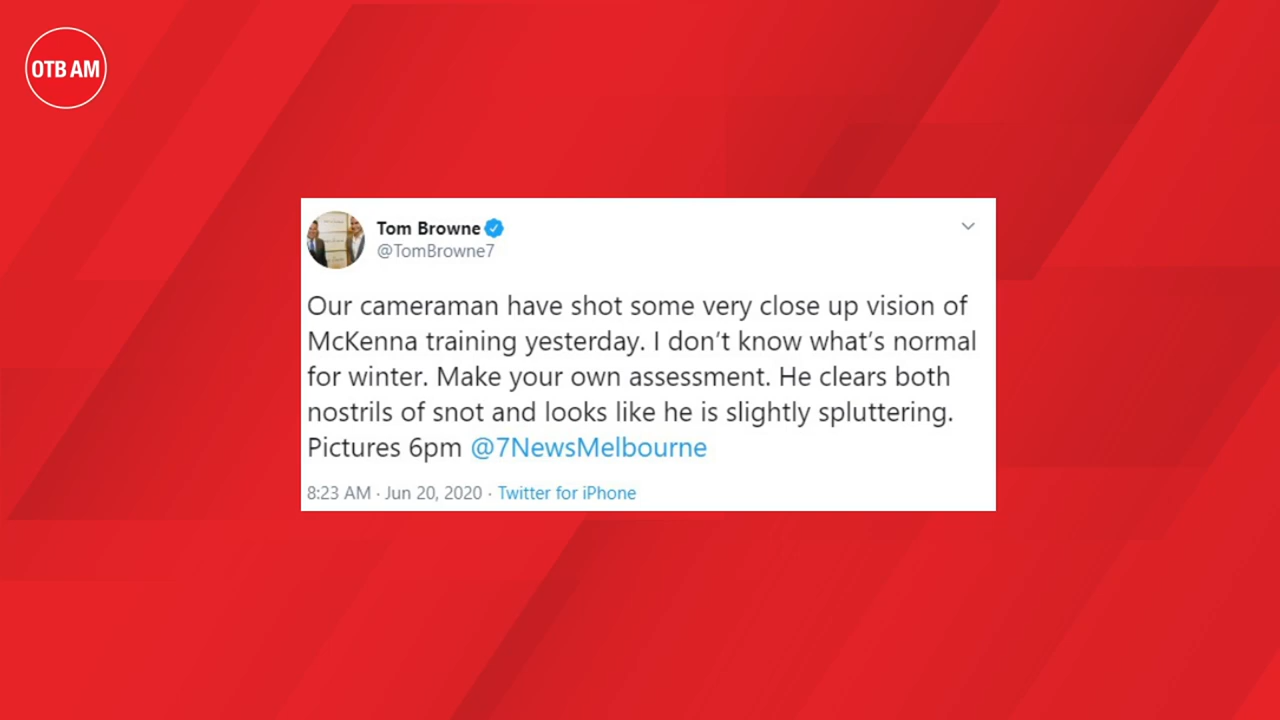 OTB AM
Tom Browne
@TomBrowne7
Our cameraman have shot some very close up vision of
McKenna training yesterday. I don’t know what’s normal
for winter. Make your own assessment. He clears both
nostrils of snot and looks like he is slightly spluttering.
Pictures 6pm @7NewsMelbourne
8:23 AM · Jun 20, 2020 · Twitter for iPhone